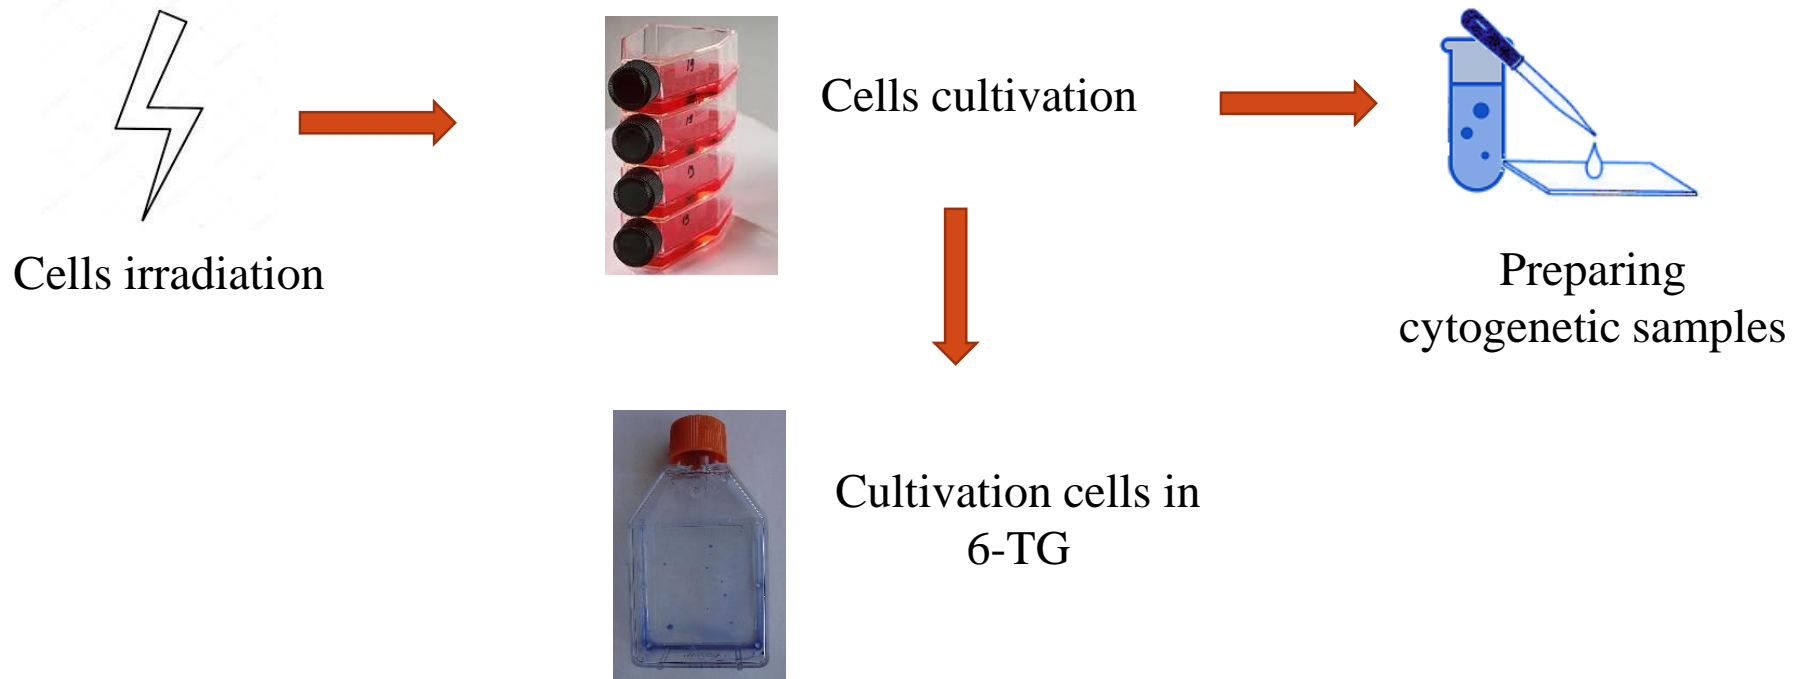 Cells irradiation
Cells cultivation
Preparing
cytogenetic samples
Cultivation cells in
6-TG